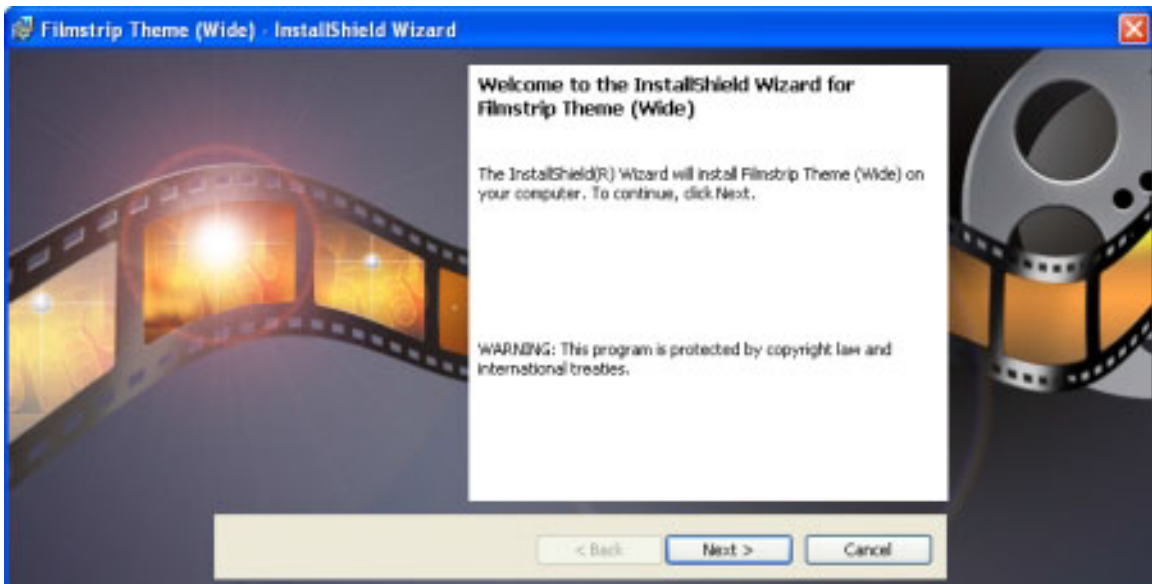 Filmstrip Theme (Wide) - InstallShield Wizard
Welcome to the InstallShield Wizard for
Filmstrip Theme (Wide)
The InstallShield(R) Wizard will install Filmstrip Theme (Wide) on
your computer. To continue, click Next.
WARNING: This program is protected by copyright law and
international treaties.
< Back
Next >
Cancel